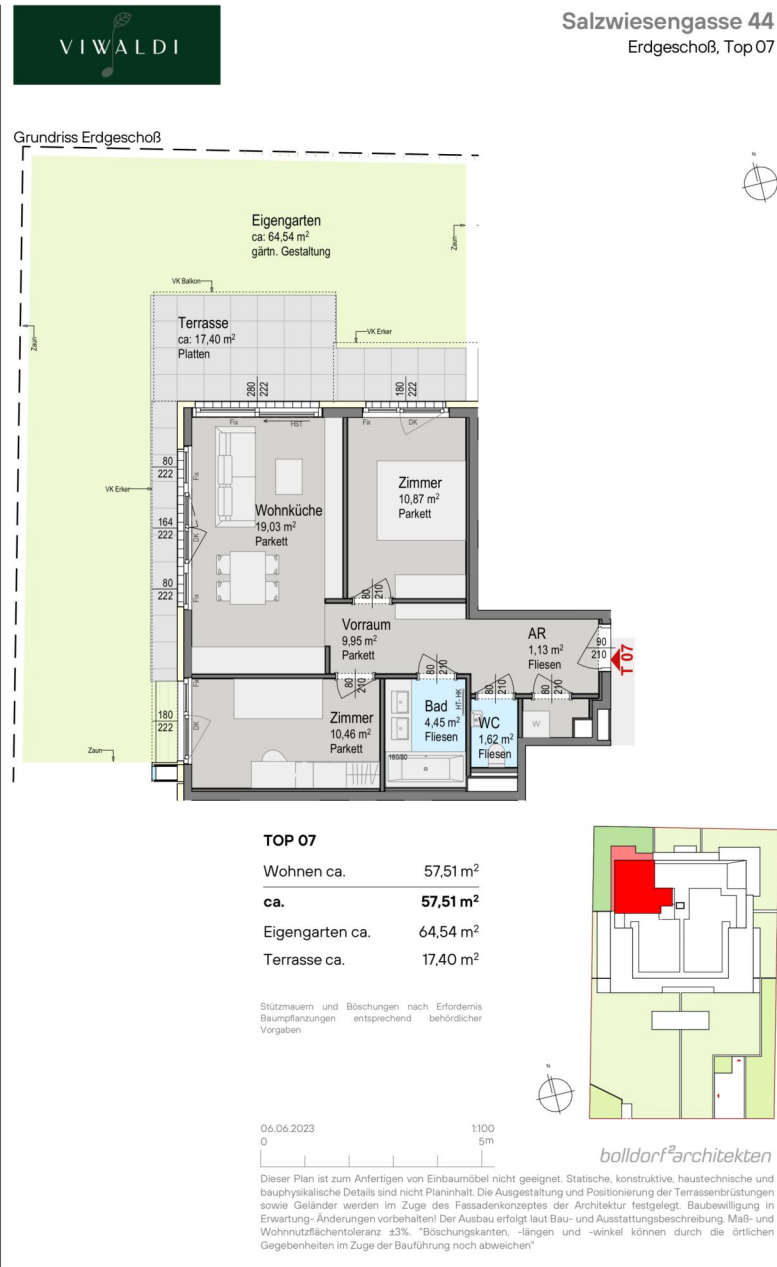 VIWALDI
Salzwiesengasse 44
Erdgeschoß, Top 07
Grundriss Erdgeschoß
N
Eigengarten
ca: 64,54 m²
gärtn. Gestaltung
Zaun
VK Balkon
Terrasse
ca: 17,40 m²
Platten
VK Erker
Zaun
280
222
180
222
Fix
HST
Fix
DK
80
222
Fix
VK Erker
Wohnküche
19,03 m²
Parkett
Zimmer
10,87 m²
Parkett
164
222
DK
80
222
Fix
80
210
Vorraum
9,95 m²
Parkett
AR
1,13 m²
Fliesen
90
210
T 07
80
210
80
210
80
210
80
210
Fix
180
222
DK
Zimmer
10,46 m²
Parkett
Bad
4,45 m²
Fliesen
HT-HK
WC
1,62 m²
Fliesen
W
180/80
Zaun
TOP 07
Wohnen ca. 57,51 m²
ca. 57,51 m²
Eigengarten ca. 64,54 m²
Terrasse ca. 17,40 m²
Stützmauern und Böschungen nach Erfordernis
Baumpflanzungen entsprechend behördlicher
Vorgaben
N
06.06.2023 1:100
0 5m
bolldorf²architekten
Dieser Plan ist zum Anfertigen von Einbaumöbel nicht geeignet. Statische, konstruktive, haustechnische und
bauphysikalische Details sind nicht Planinhalt. Die Ausgestaltung und Positionierung der Terrassenbrüstungen
sowie Geländer werden im Zuge des Fassadenkonzeptes der Architektur festgelegt. Baubewilligung in
Erwartung- Änderungen vorbehalten! Der Ausbau erfolgt laut Bau- und Ausstattungsbeschreibung. Maß- und
Wohnnutzflächentoleranz ±3%. "Böschungskanten, -längen und -winkel können durch die örtlichen
Gegebenheiten im Zuge der Bauführung noch abweichen"